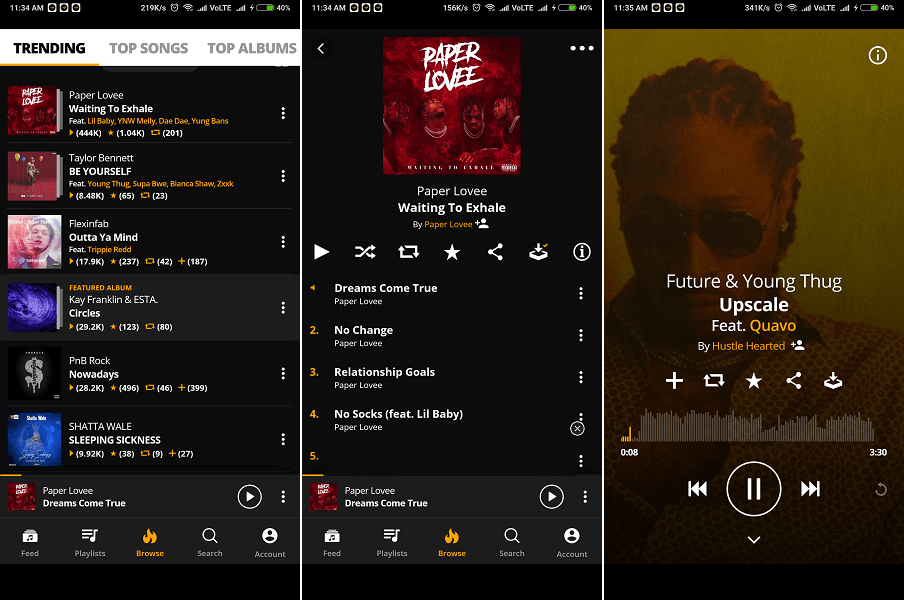 11:34 AM
219K/s VoLTE 40%
TRENDING TOP SONGS TOP ALBUMS
PAPER LOVEE
Paper Lovee
Waiting To Exhale
Feat. Lil Baby, YNW Melly, Dae Dae, Yung Bans
(444K) (1.04K) (201)
Taylor Bennett
BE YOURSELF
Feat. Young Thug, Supa Bwe, Bianca Shaw, Zxxk
(8.48K) (65) (23)
Flexinfab
Outta Ya Mind
Feat. Trippie Redd
(17.9K) (237) (42) (187)
FEATURED ALBUM
Kay Franklin & ESTA.
Circles
(29.2K) (123) (80)
PnB Rock
Nowadays
(28.2K) (496) (46) (399)
Shatta Wale
SHATTA WALE
SLEEPING SICKNESS
(9.92K) (38) (9) (27)
Paper Lovee
Dreams Come True
Feed Playlists Browse Search Account
11:34 AM
156K/s VoLTE 40%
PAPER
LOVEE
WAITING TO EXHALE
Paper Lovee
Waiting To Exhale
By Paper Lovee
Dreams Come True
Paper Lovee
2. No Change
Paper Lovee
3. Relationship Goals
Paper Lovee
4. No Socks (feat. Lil Baby)
Paper Lovee
5.
Paper Lovee
Dreams Come True
Feed Playlists Browse Search Account
11:35 AM
341K/s VoLTE 40%
Future & Young Thug
Upscale
Feat. Quavo
By Hustle Hearted
0:08 3:30